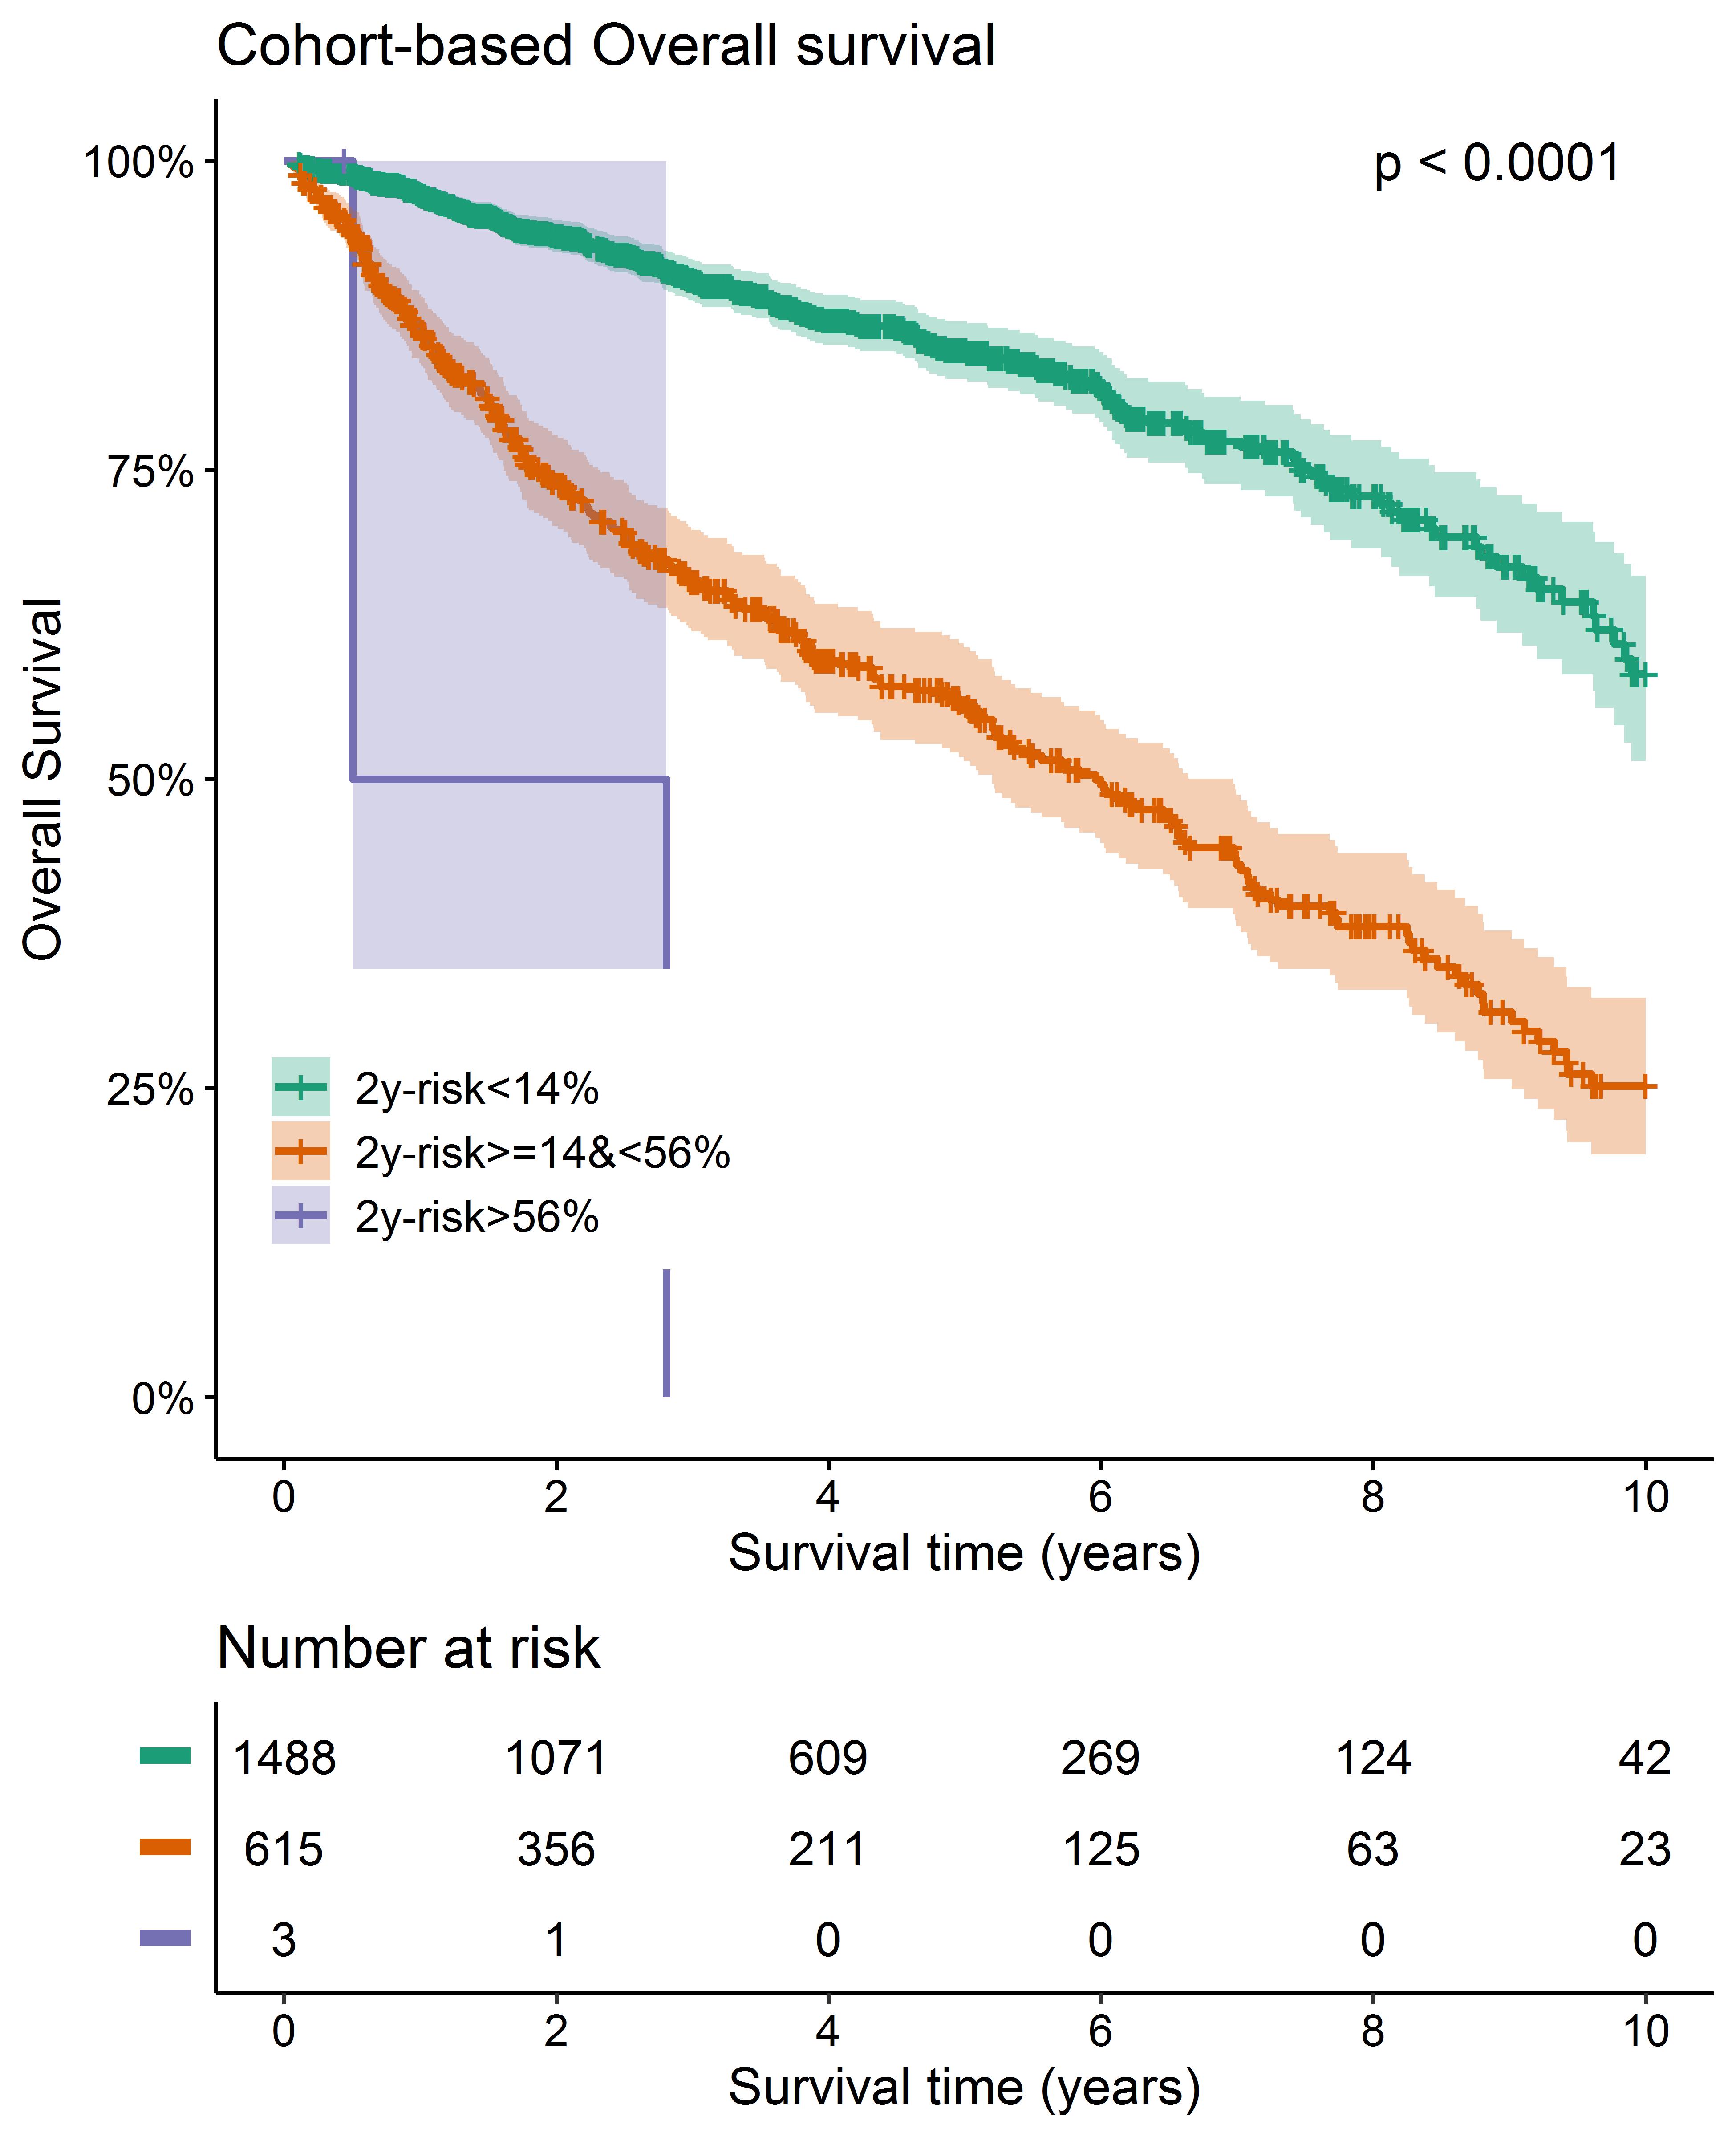 Cohort-based Overall survival
p < 0.0001
100%
75%
50%
25%
0%
Overall Survival
2y-risk<14%
2y-risk>=14&<56%
2y-risk>56%
0 2 4 6 8 10
Survival time (years)
Number at risk
1488 1071 609 269 124 42
615 356 211 125 63 23
3 1 0 0 0 0
0 2 4 6 8 10
Survival time (years)